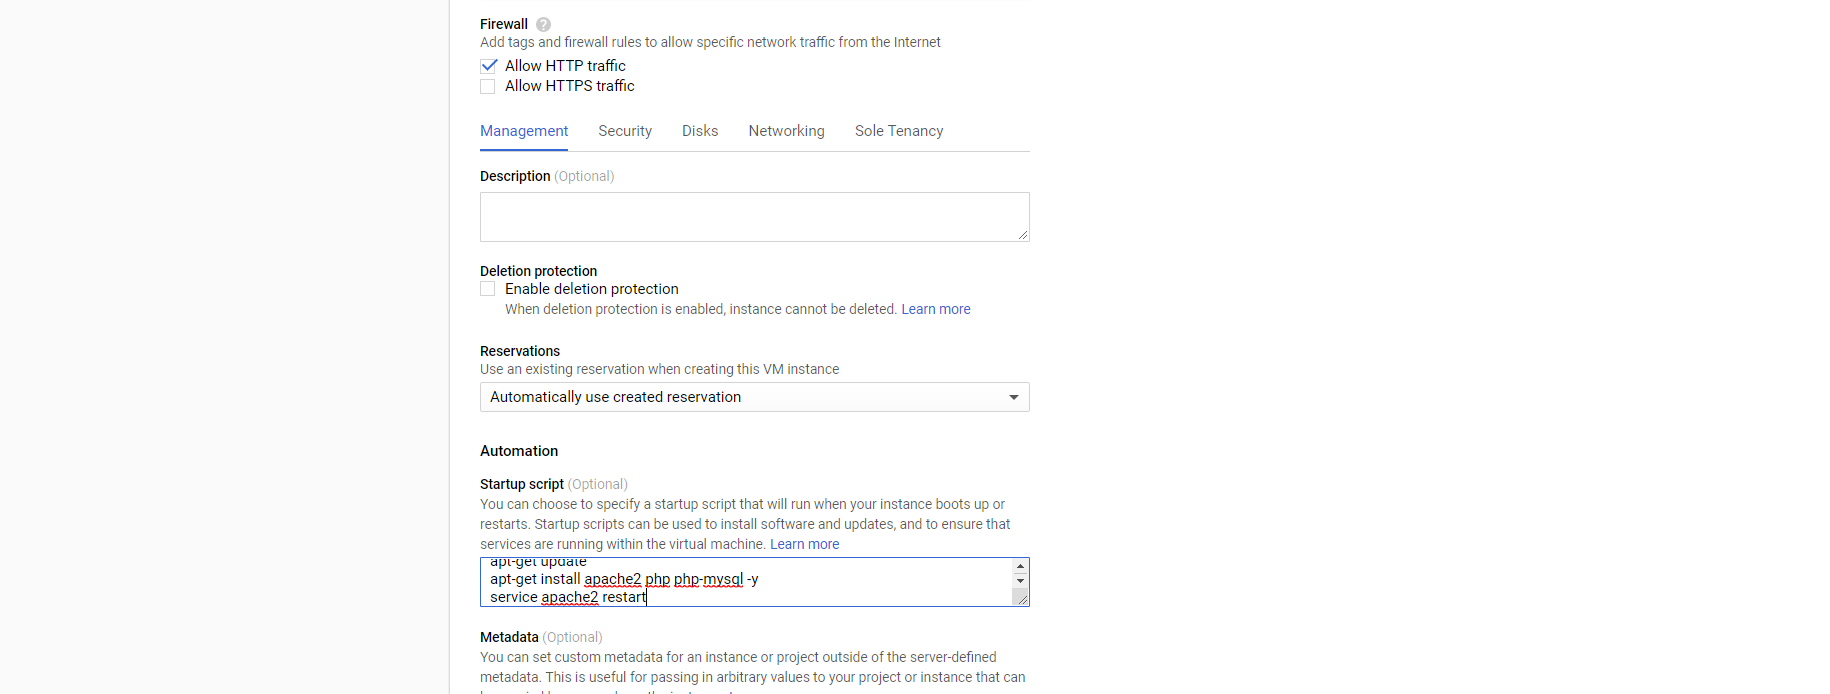 Firewall ?
Add tags and firewall rules to allow specific network traffic from the Internet
Allow HTTP traffic
Allow HTTPS traffic
Management Security Disks Networking Sole Tenancy
Description (Optional)
Deletion protection
Enable deletion protection
When deletion protection is enabled, instance cannot be deleted. Learn more
Reservations
Use an existing reservation when creating this VM instance
Automatically use created reservation
Automation
Startup script (Optional)
You can choose to specify a startup script that will run when your instance boots up or
restarts. Startup scripts can be used to install software and updates, and to ensure that
services are running within the virtual machine. Learn more
apt-get update
apt-get install apache2 php php-mysql -y
service apache2 restart
Metadata (Optional)
You can set custom metadata for an instance or project outside of the server-defined
metadata. This is useful for passing in arbitrary values to your project or instance that can